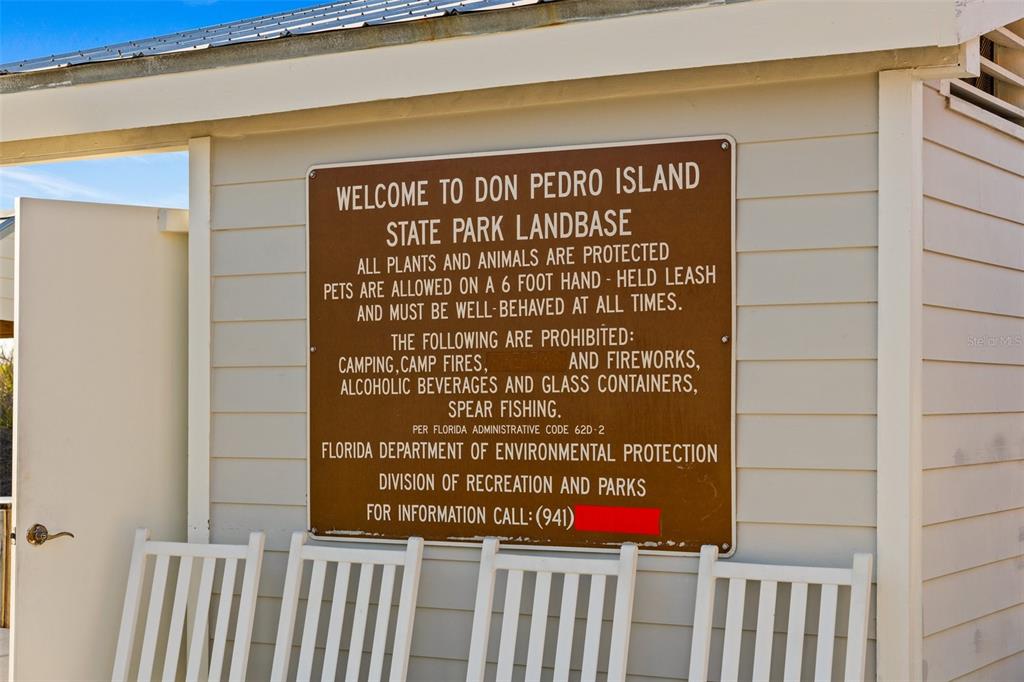 WELCOME TO DON PEDRO ISLAND
STATE PARK LANDBASE
ALL PLANTS AND ANIMALS ARE PROTECTED
PETS ARE ALLOWED ON A 6 FOOT HAND - HELD LEASH
AND MUST BE WELL-BEHAVED AT ALL TIMES.
THE FOLLOWING ARE PROHIBITED:
CAMPING,CAMP FIRES, AND FIREWORKS,
ALCOHOLIC BEVERAGES AND GLASS CONTAINERS,
SPEAR FISHING.
PER FLORIDA ADMINISTRATIVE CODE 62D-2
FLORIDA DEPARTMENT OF ENVIRONMENTAL PROTECTION
DIVISION OF RECREATION AND PARKS
FOR INFORMATION CALL:(941)
Stellar MLS